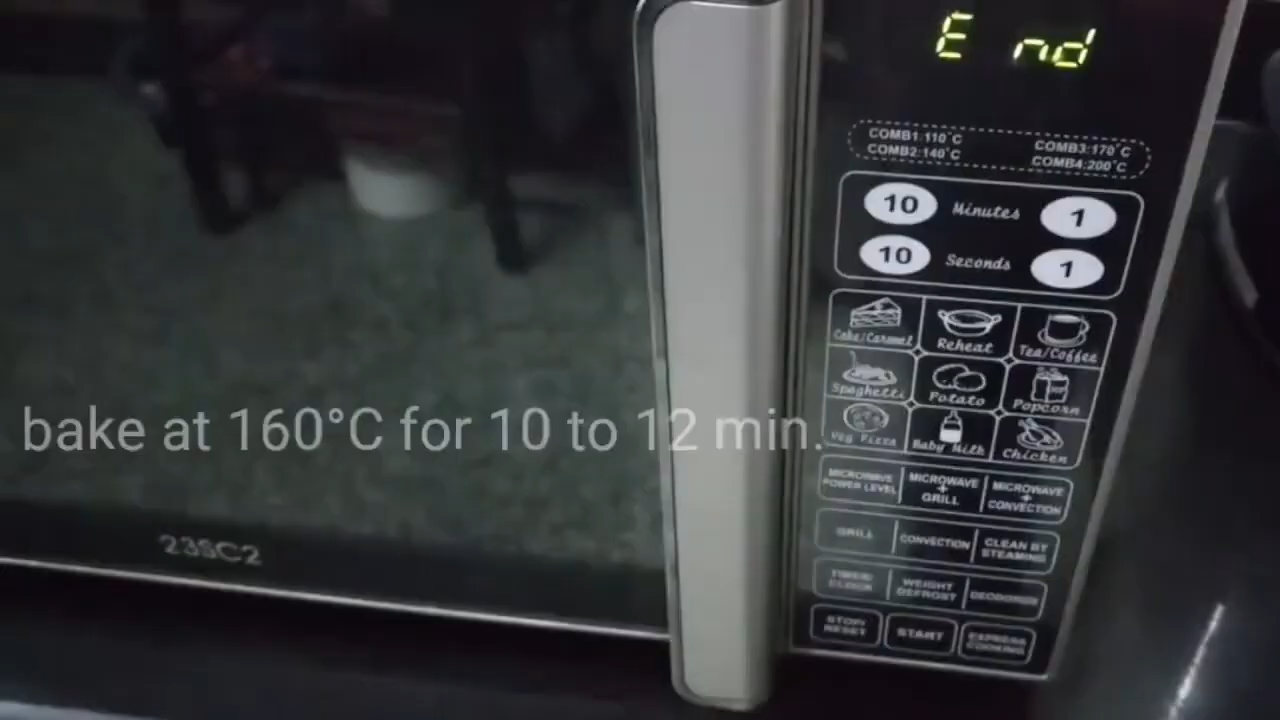 E nd
COMB1:110°C COMB3:170°C
COMB2:140°C COMB4:200°C
10 Minutes 1
10 Seconds 1
Cake/Caramel Reheat Tea/Coffee
Spaghetti Potato Popcorn
Veg Pizza Baby Milk Chicken
bake at 160°C for 10 to 12 min.
MICROWAVE POWER LEVEL
MICROWAVE + GRILL
MICROWAVE + CONVECTION
GRILL CONVECTION CLEAN BY STEAMING
TIMER/ CLOCK
WEIGHT DEFROST
DEODORIZE
STOP/ RESET
START
EXPRESS COOKING
23SC2